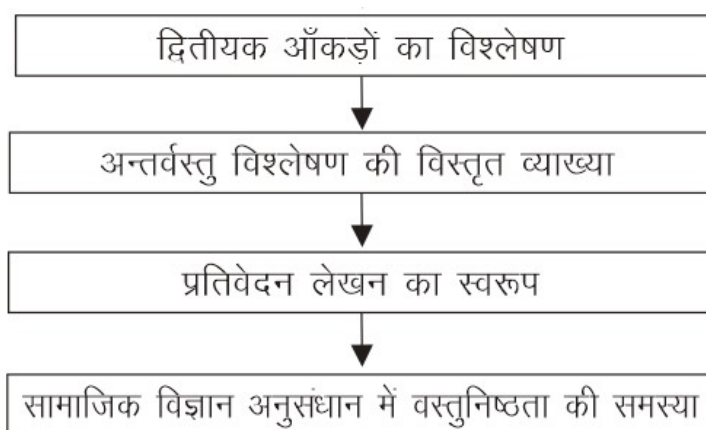 द्वितीयक आँकड़ों का विश्लेषण
अन्तर्वस्तु विश्लेषण की विस्तृत व्याख्या
प्रतिवेदन लेखन का स्वरूप
सामाजिक विज्ञान अनुसंधान में वस्तुनिष्ठता की समस्या